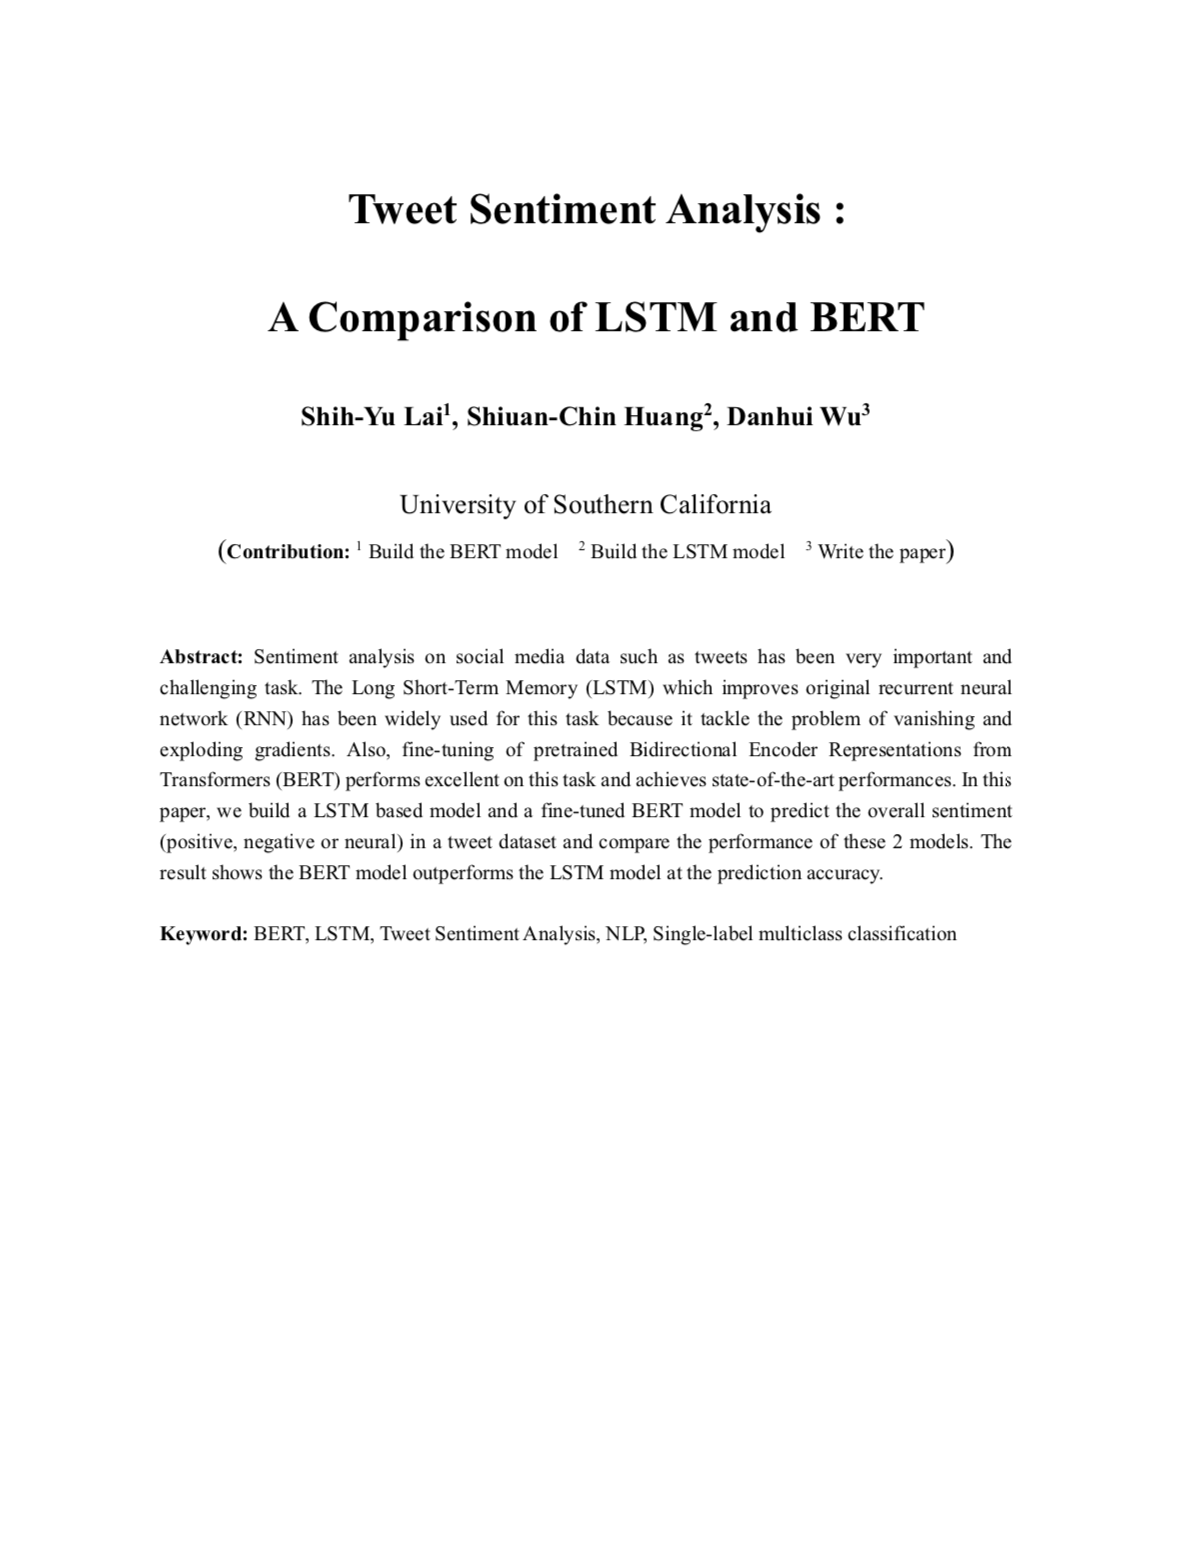 Tweet Sentiment Analysis :
A Comparison of LSTM and BERT
Shih-Yu Lai1, Shiuan-Chin Huang2, Danhui Wu3
University of Southern California
(Contribution: 1 Build the BERT model 2 Build the LSTM model 3 Write the paper)
Abstract: Sentiment analysis on social media data such as tweets has been very important and
challenging task. The Long Short-Term Memory (LSTM) which improves original recurrent neural
network (RNN) has been widely used for this task because it tackle the problem of vanishing and
exploding gradients. Also, fine-tuning of pretrained Bidirectional Encoder Representations from
Transformers (BERT) performs excellent on this task and achieves state-of-the-art performances. In this
paper, we build a LSTM based model and a fine-tuned BERT model to predict the overall sentiment
(positive, negative or neural) in a tweet dataset and compare the performance of these 2 models. The
result shows the BERT model outperforms the LSTM model at the prediction accuracy.
Keyword: BERT, LSTM, Tweet Sentiment Analysis, NLP, Single-label multiclass classification